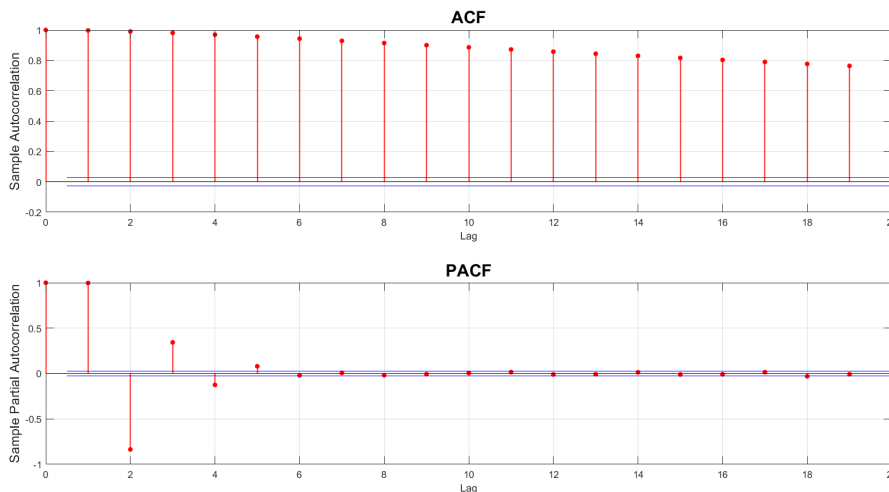 ACF
Sample Autocorrelation
1
0.8
0.6
0.4
0.2
0
-0.2
0 2 4 6 8 10 12 14 16 18 2
Lag
PACF
Sample Partial Autocorrelation
1
0.5
0
-0.5
-1
0 2 4 6 8 10 12 14 16 18 2
Lag